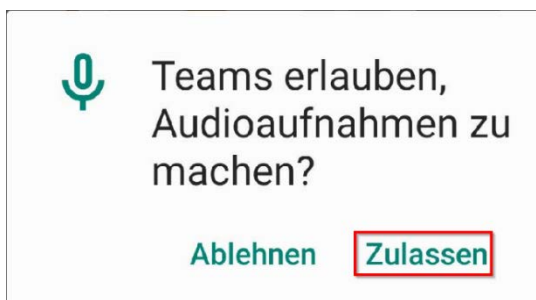 Teams erlauben,
Audioaufnahmen zu
machen?
Ablehnen Zulassen